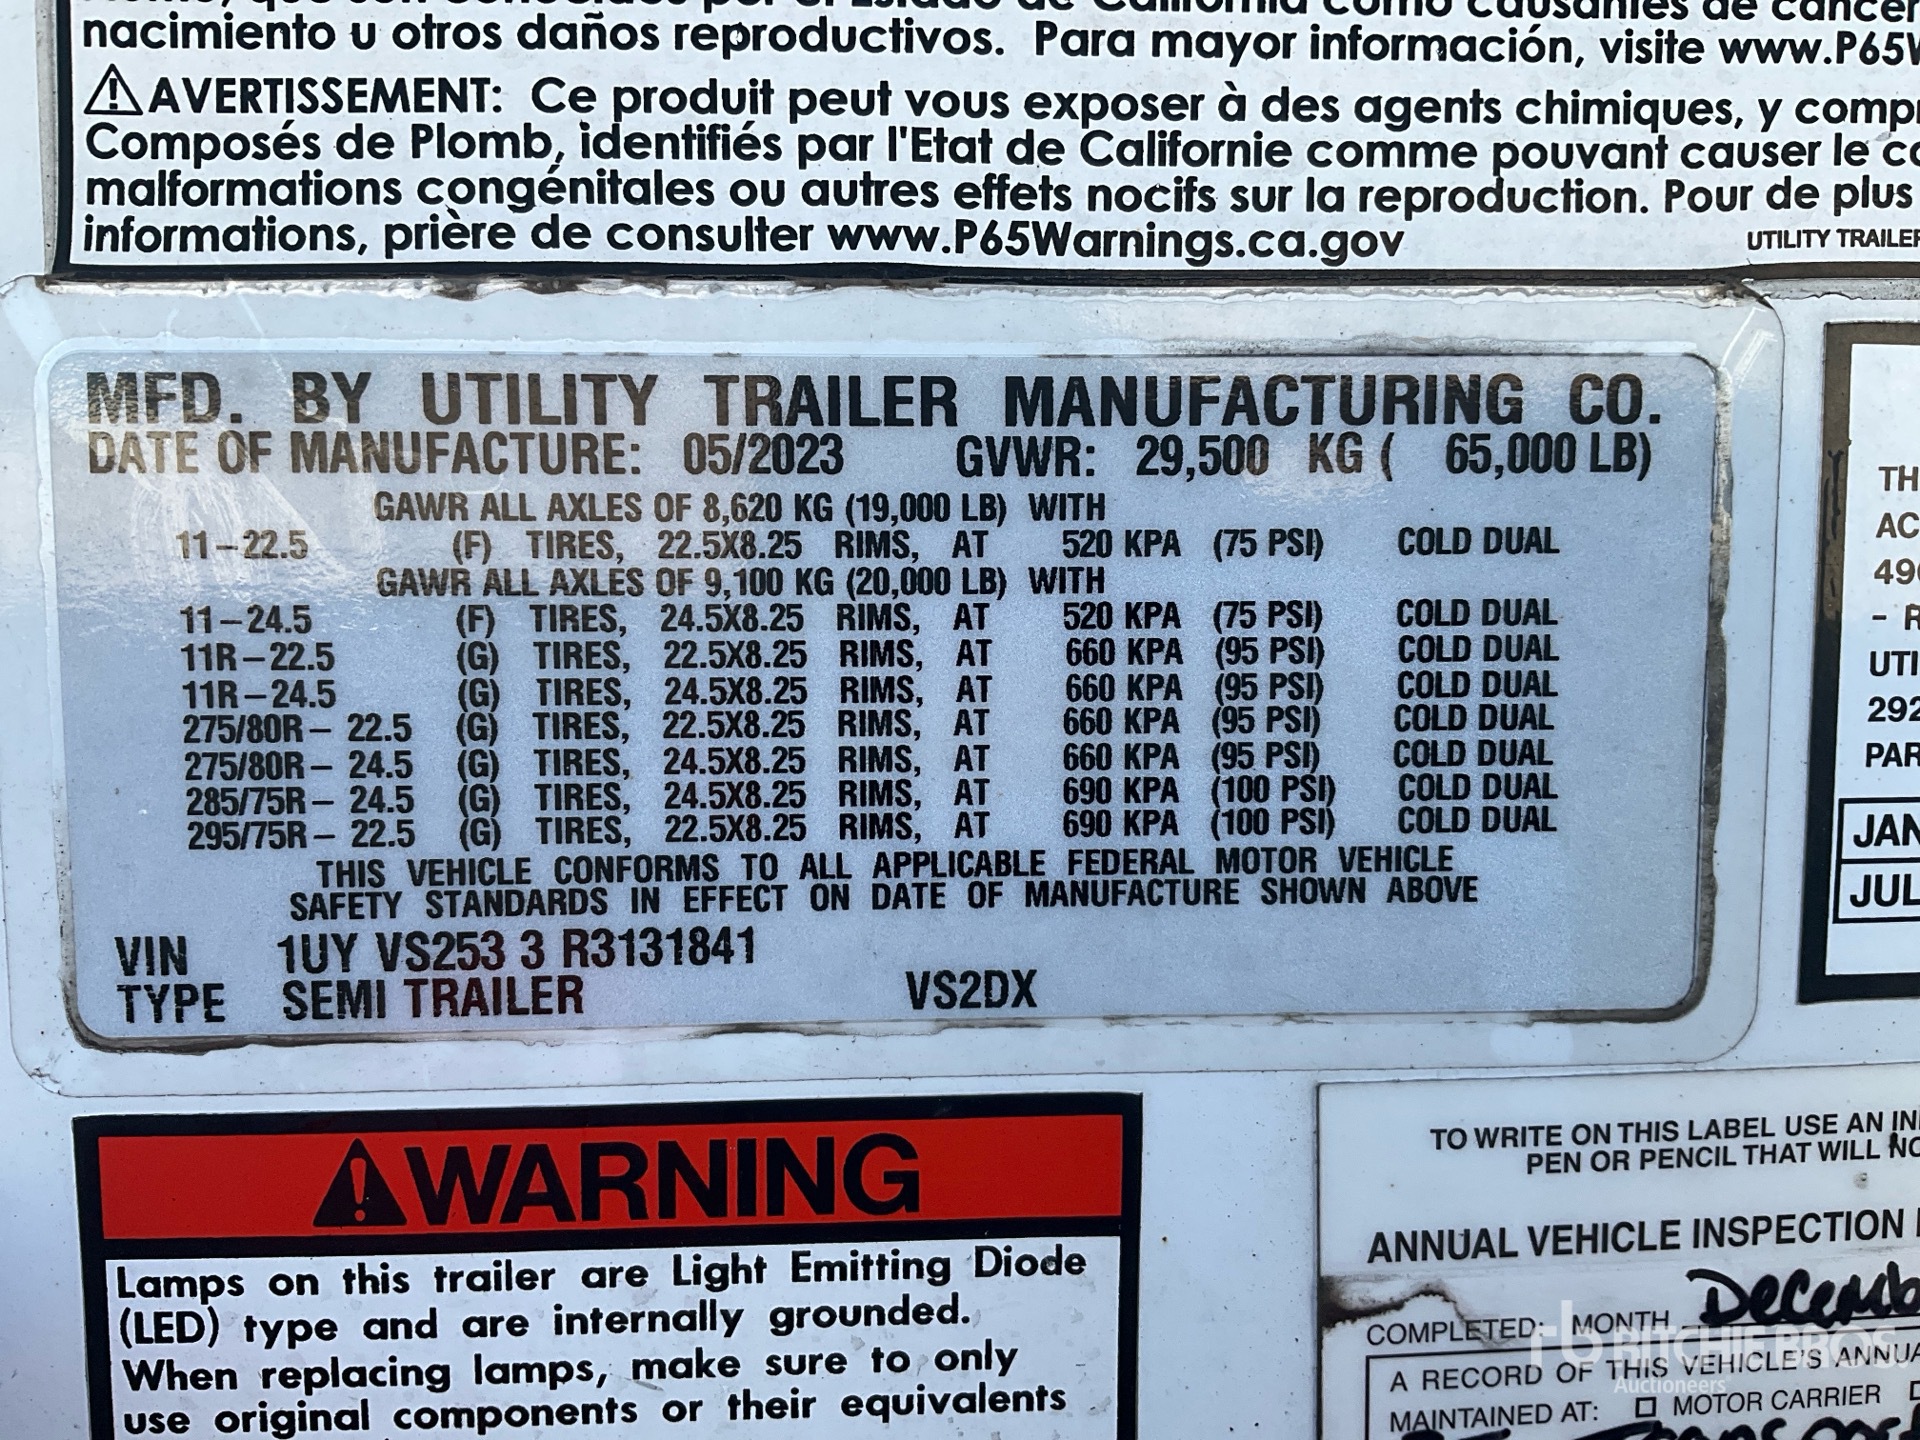 nacimiento u otros daños reproductivos. Para mayor información, visite www.P65W
⚠AVERTISSEMENT: Ce produit peut vous exposer à des agents chimiques, y comp
Composés de Plomb, identifiés par l'Etat de Californie comme pouvant causer le
malformations congénitales ou autres effets nocifs sur la reproduction. Pour de plus
informations, prière de consulter www.P65Warnings.ca.gov
UTILITY TRAILER
MFD. BY UTILITY TRAILER MANUFACTURING CO.
DATE OF MANUFACTURE: 05/2023 GVWR: 29,500 KG ( 65,000 LB)
GAWR ALL AXLES OF 8,620 KG (19,000 LB) WITH
11-22.5 (F) TIRES, 22.5X8.25 RIMS, AT 520 KPA (75 PSI) COLD DUAL
GAWR ALL AXLES OF 9,100 KG (20,000 LB) WITH
11-24.5 (F) TIRES, 24.5X8.25 RIMS, AT 520 KPA (75 PSI) COLD DUAL
11R-22.5 (G) TIRES, 22.5X8.25 RIMS, AT 660 KPA (95 PSI) COLD DUAL
11R-24.5 (G) TIRES, 24.5X8.25 RIMS, AT 660 KPA (95 PSI) COLD DUAL
275/80R- 22.5 (G) TIRES, 22.5X8.25 RIMS, AT 660 KPA (95 PSI) COLD DUAL
275/80R- 24.5 (G) TIRES, 24.5X8.25 RIMS, AT 660 KPA (95 PSI) COLD DUAL
285/75R- 24.5 (G) TIRES, 24.5X8.25 RIMS, AT 690 KPA (100 PSI) COLD DUAL
295/75R- 22.5 (G) TIRES, 22.5X8.25 RIMS, AT 690 KPA (100 PSI) COLD DUAL
THIS VEHICLE CONFORMS TO ALL APPLICABLE FEDERAL MOTOR VEHICLE
SAFETY STANDARDS IN EFFECT ON DATE OF MANUFACTURE SHOWN ABOVE
VIN 1UY VS253 3 R3131841
TYPE SEMI TRAILER VS2DX
TH
AC
490
- R
UTI
292
PAR
JAN
JUL
⚠WARNING
Lamps on this trailer are Light Emitting Diode
(LED) type and are internally grounded.
When replacing lamps, make sure to only
use original components or their equivalents
TO WRITE ON THIS LABEL USE AN
PEN OR PENCIL THAT WILL
ANNUAL VEHICLE INSPECTION
COMPLETED: MONTH Decemb
A RECORD OF THIS VEHICLE'S ANNUA
MAINTAINED AT: □ MOTOR CARRIER
rb RITCHIE BROS.
Auctioneers